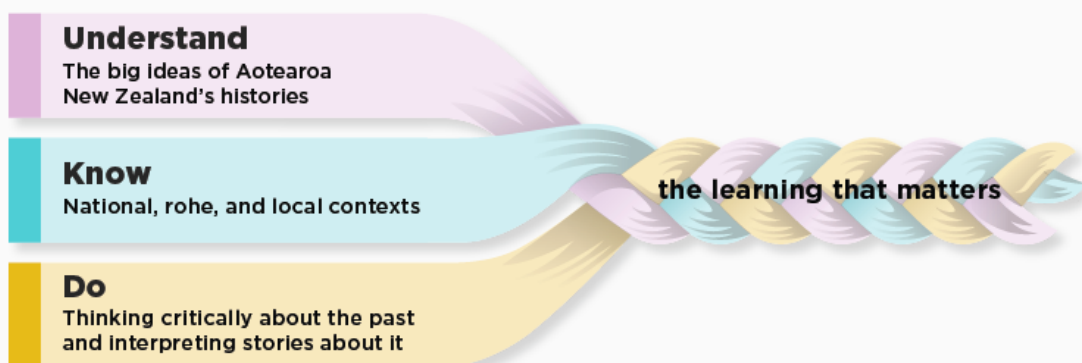 Understand
The big ideas of Aotearoa
New Zealand's histories
Know
National, rohe, and local contexts
Do
Thinking critically about the past
and interpreting stories about it
the learning that matters